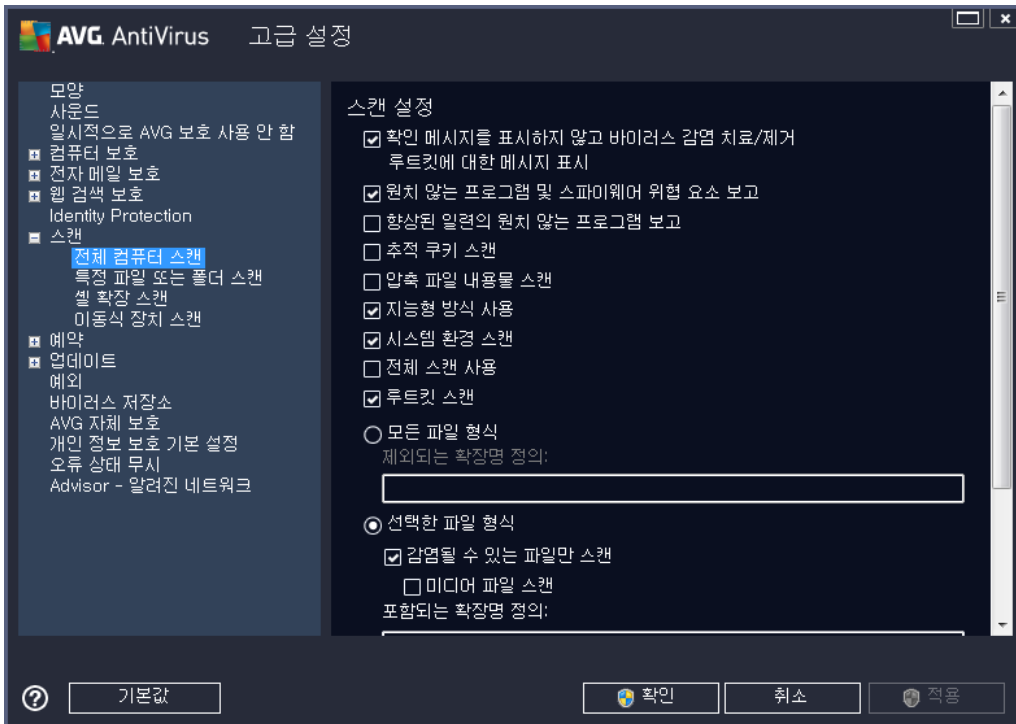 AVG AntiVirus 고급 설정
모양
사운드
일시적으로 AVG 보호 사용 안 함
컴퓨터 보호
전자 메일 보호
웹 검색 보호
Identity Protection
스캔
전체 컴퓨터 스캔
특정 파일 또는 폴더 스캔
셸 확장 스캔
이동식 장치 스캔
예약
업데이트
예외
바이러스 저장소
AVG 자체 보호
개인 정보 보호 기본 설정
오류 상태 무시
Advisor - 알려진 네트워크
스캔 설정
확인 메시지를 표시하지 않고 바이러스 감염 치료/제거
루트킷에 대한 메시지 표시
원치 않는 프로그램 및 스파이웨어 위협 요소 보고
향상된 일련의 원치 않는 프로그램 보고
추적 쿠키 스캔
압축 파일 내용물 스캔
지능형 방식 사용
시스템 환경 스캔
전체 스캔 사용
루트킷 스캔
모든 파일 형식
제외되는 확장명 정의:
선택한 파일 형식
감염될 수 있는 파일만 스캔
미디어 파일 스캔
포함되는 확장명 정의:
기본값
확인
취소
적용